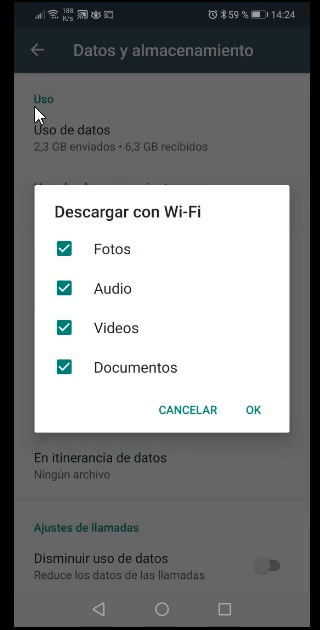 188 K/s 59 % 14:24
Datos y almacenamiento
Uso
Uso de datos
2,3 GB enviados • 6,3 GB recibidos
Descargar con Wi-Fi
Fotos
Audio
Videos
Documentos
CANCELAR OK
En itinerancia de datos
Ningún archivo
Ajustes de llamadas
Disminuir uso de datos
Reduce los datos de las llamadas